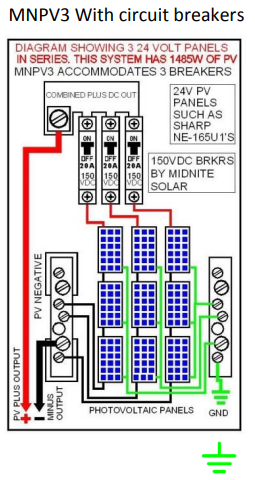 MNPV3 With circuit breakers
DIAGRAM SHOWING 3 24 VOLT PANELS
IN SERIES. THIS SYSTEM HAS 1485W OF PV
MNPV3 ACCOMMODATES 3 BREAKERS
COMBINED PLUS DC OUT
24V PV
PANELS
SUCH AS
SHARP
NE-165U1'S
ON ON ON
OFF OFF OFF
20A 20A 20A
150 150 150
VDC VDC VDC
150VDC BRKRS
BY MIDNITE
SOLAR
PV NEGATIVE
PV PLUS OUTPUT
+
MINUS
OUTPUT
-
PHOTOVOLTAIC PANELS
GND